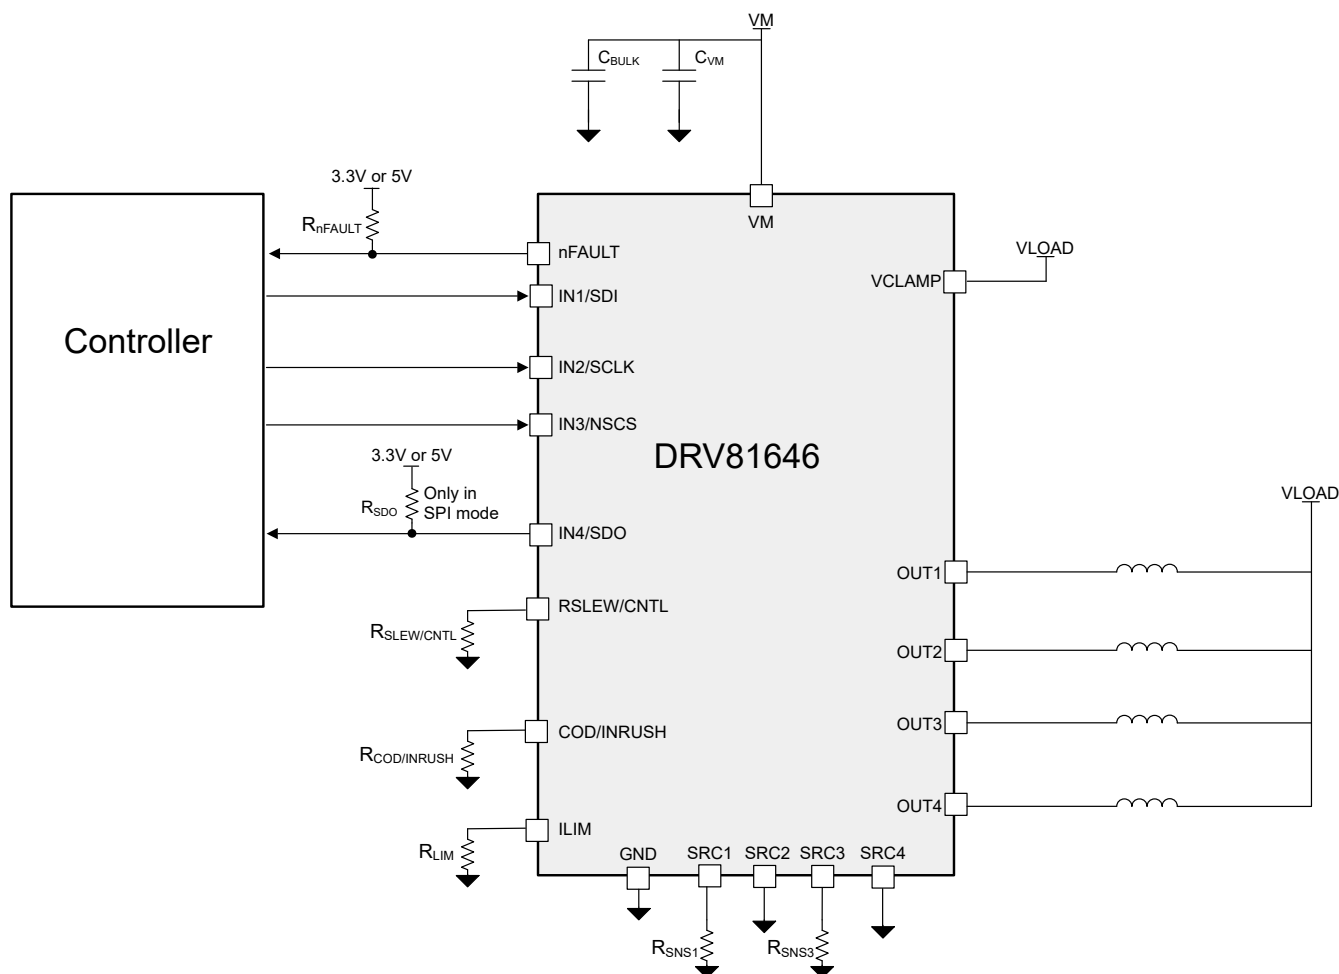 VM
CBULK
CVM
3.3V or 5V
RnFAULT
VM
nFAULT
VLOAD
VCLAMP
IN1/SDI
Controller
IN2/SCLK
IN3/NSCS
DRV81646
3.3V or 5V
Only in
RSDO
SPI mode
VLOAD
IN4/SDO
OUT1
RSLEW/CNTL
RSLEW/CNTL
OUT2
OUT3
COD/INRUSH
RCOD/INRUSH
OUT4
ILIM
RLIM
GND
SRC1
SRC2
SRC3
SRC4
RSNS1
RSNS3